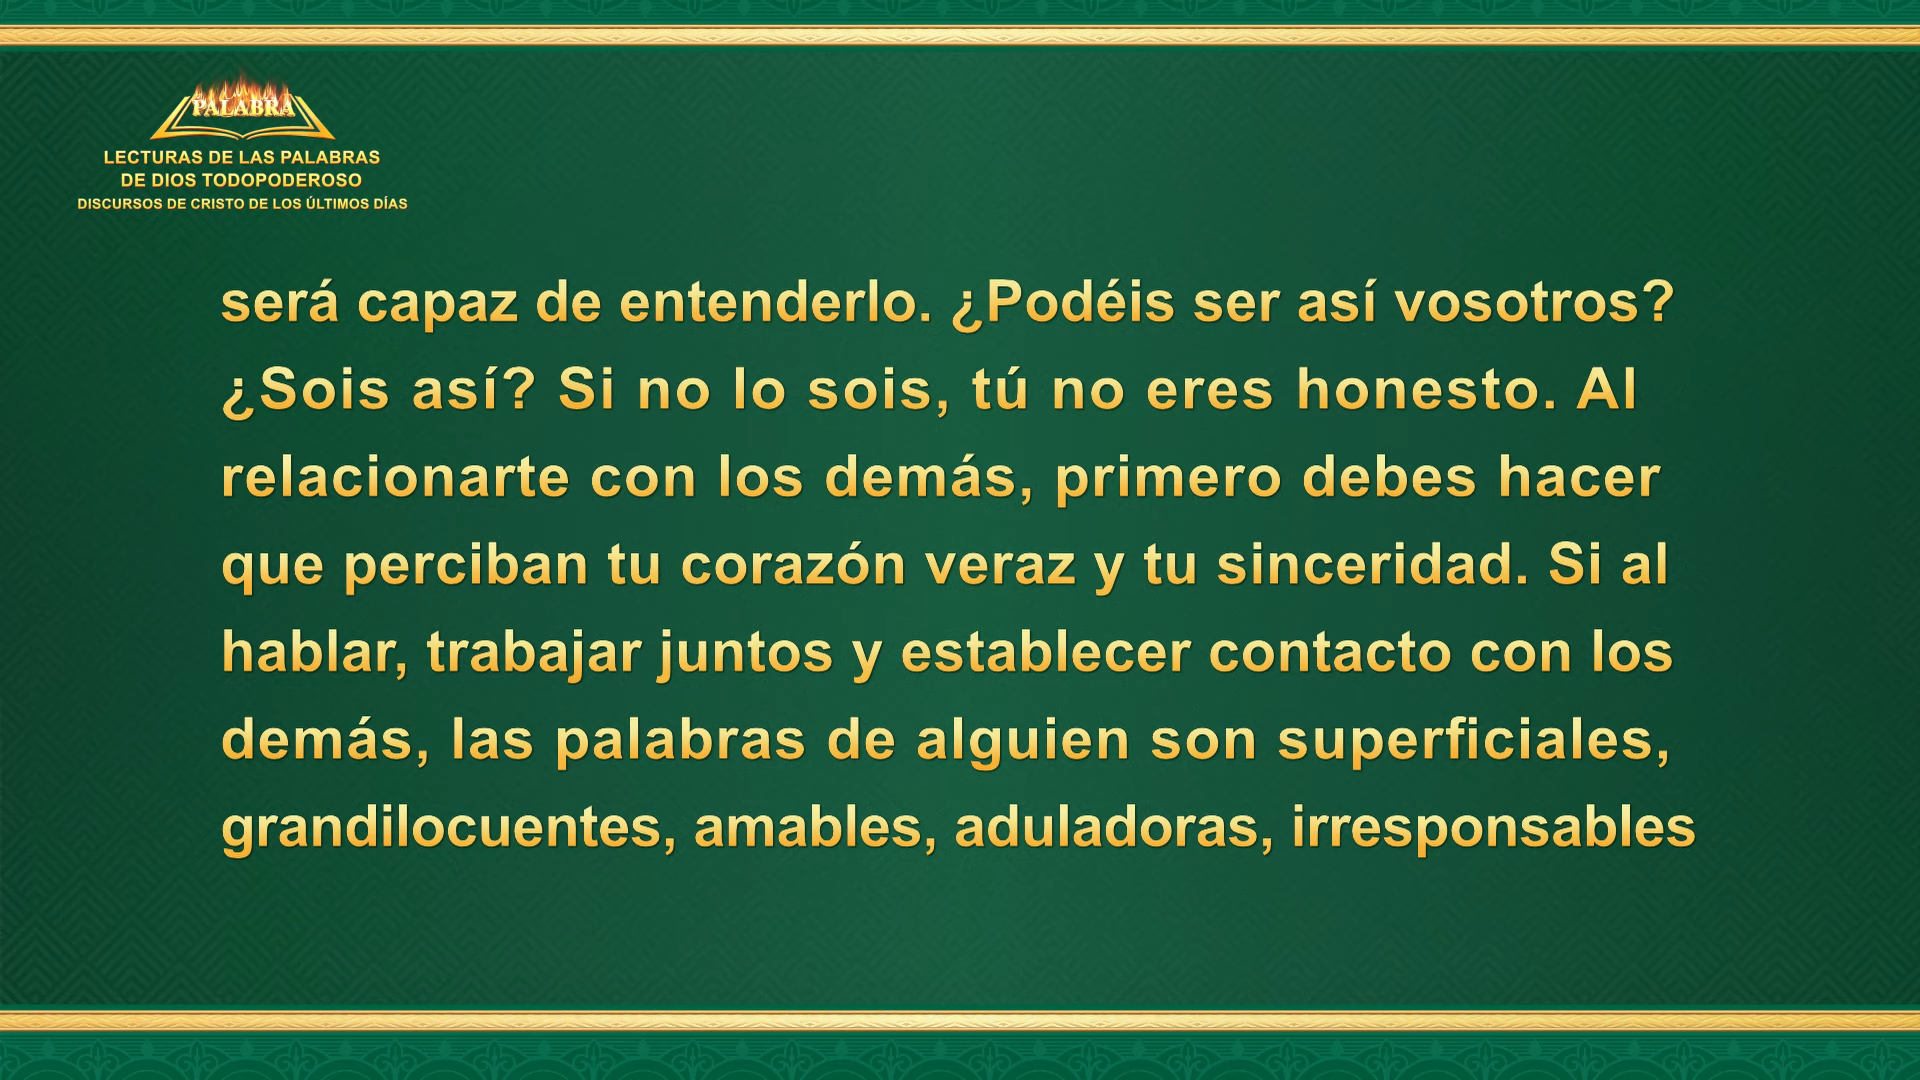 PALABRA
LECTURAS DE LAS PALABRAS
DE DIOS TODOPODEROSO
DISCURSOS DE CRISTO DE LOS ÚLTIMOS DÍAS
será capaz de entenderlo. ¿Podéis ser así vosotros?
¿Sois así? Si no lo sois, tú no eres honesto. Al
relacionarte con los demás, primero debes hacer
que perciban tu corazón veraz y tu sinceridad. Si al
hablar, trabajar juntos y establecer contacto con los
demás, las palabras de alguien son superficiales,
grandilocuentes, amables, aduladoras, irresponsables